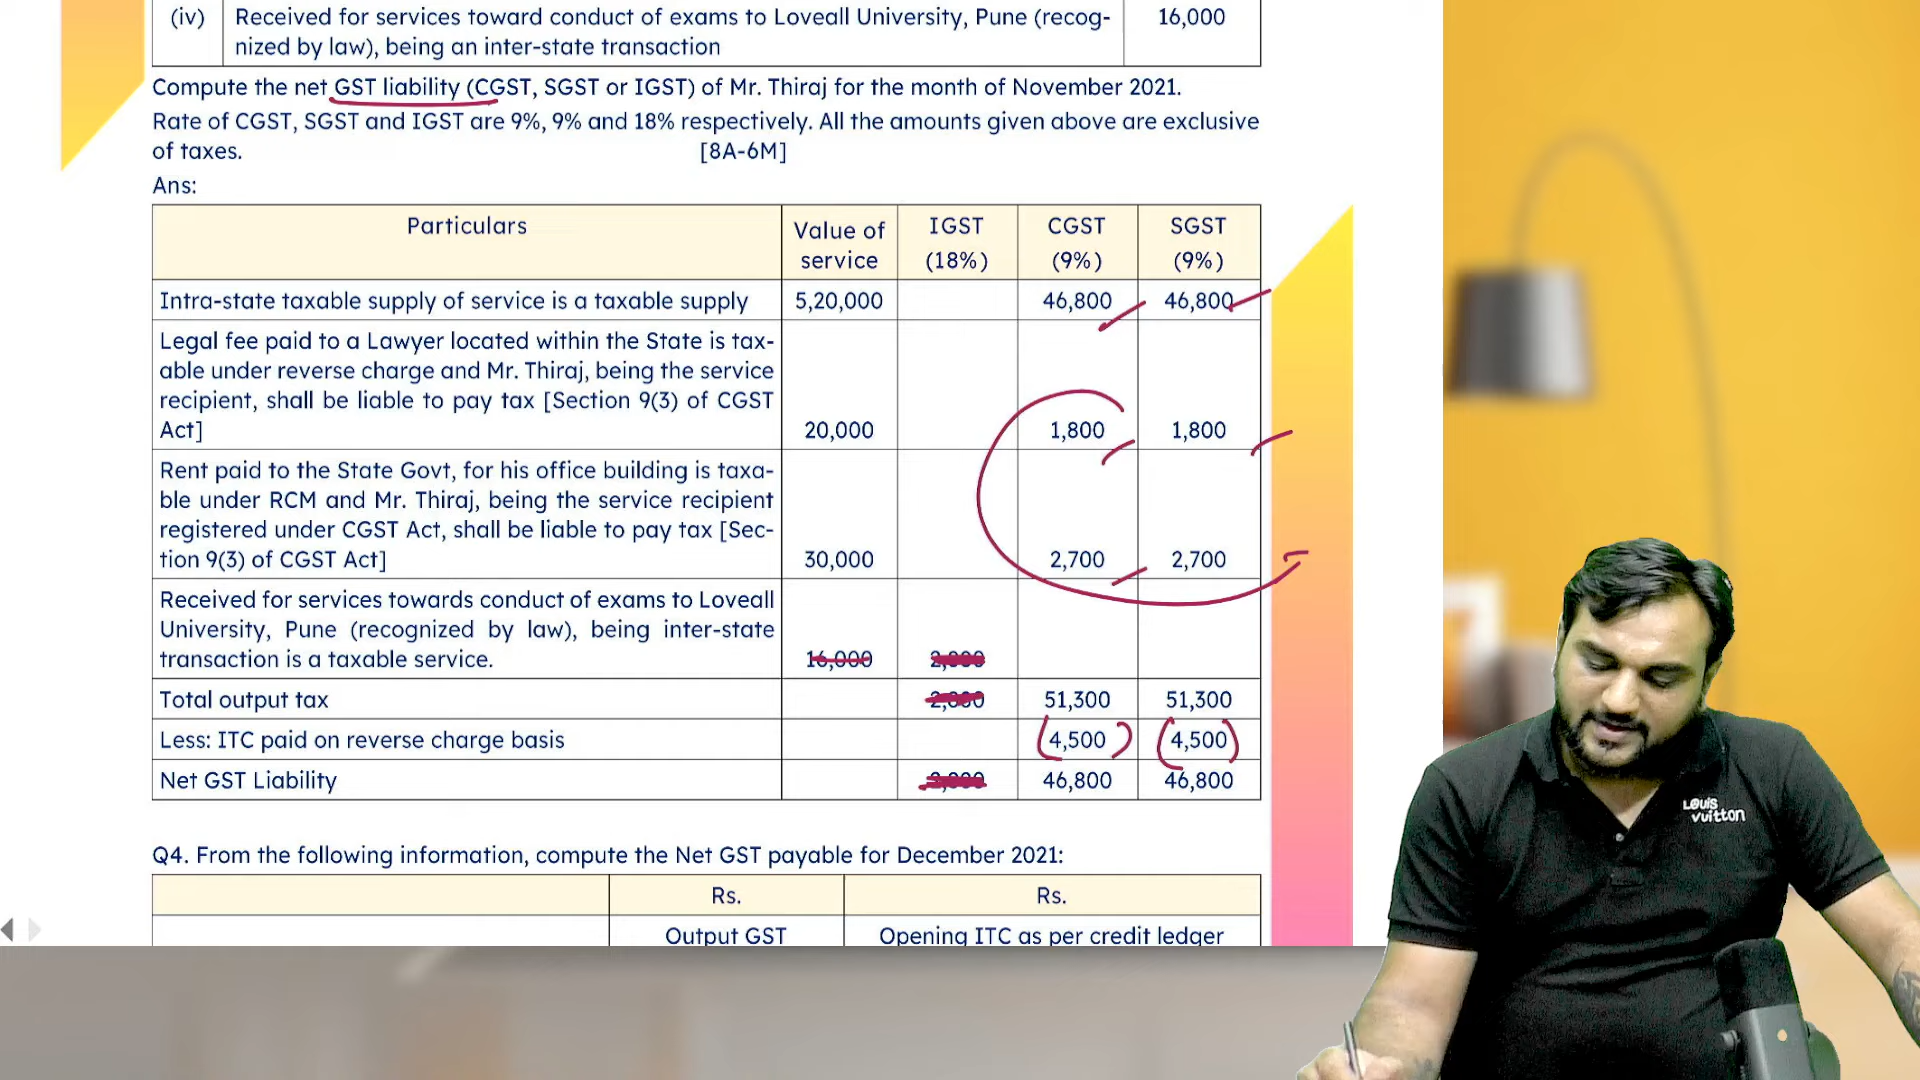 (iv) Received for services toward conduct of exams to Loveall University, Pune (recog- 16,000
nized by law), being an inter-state transaction
Compute the net GST liability (CGST, SGST or IGST) of Mr. Thiraj for the month of November 2021.
Rate of CGST, SGST and IGST are 9%, 9% and 18% respectively. All the amounts given above are exclusive
of taxes. [8A-6M]
Ans:
Particulars Value of service IGST (18%) CGST (9%) SGST (9%)
Intra-state taxable supply of service is a taxable supply 5,20,000 46,800 46,800
Legal fee paid to a Lawyer located within the State is tax-
able under reverse charge and Mr. Thiraj, being the service
recipient, shall be liable to pay tax [Section 9(3) of CGST
Act] 20,000 1,800 1,800
Rent paid to the State Govt, for his office building is taxa-
ble under RCM and Mr. Thiraj, being the service recipient
registered under CGST Act, shall be liable to pay tax [Sec-
tion 9(3) of CGST Act] 30,000 2,700 2,700
Received for services towards conduct of exams to Loveall
University, Pune (recognized by law), being inter-state
transaction is a taxable service. 16,000
Total output tax 51,300 51,300
Less: ITC paid on reverse charge basis 4,500 4,500
Net GST Liability 46,800 46,800
Q4. From the following information, compute the Net GST payable for December 2021:
Rs. Rs.
Output GST Opening ITC as per credit ledger
Louis
vuitton